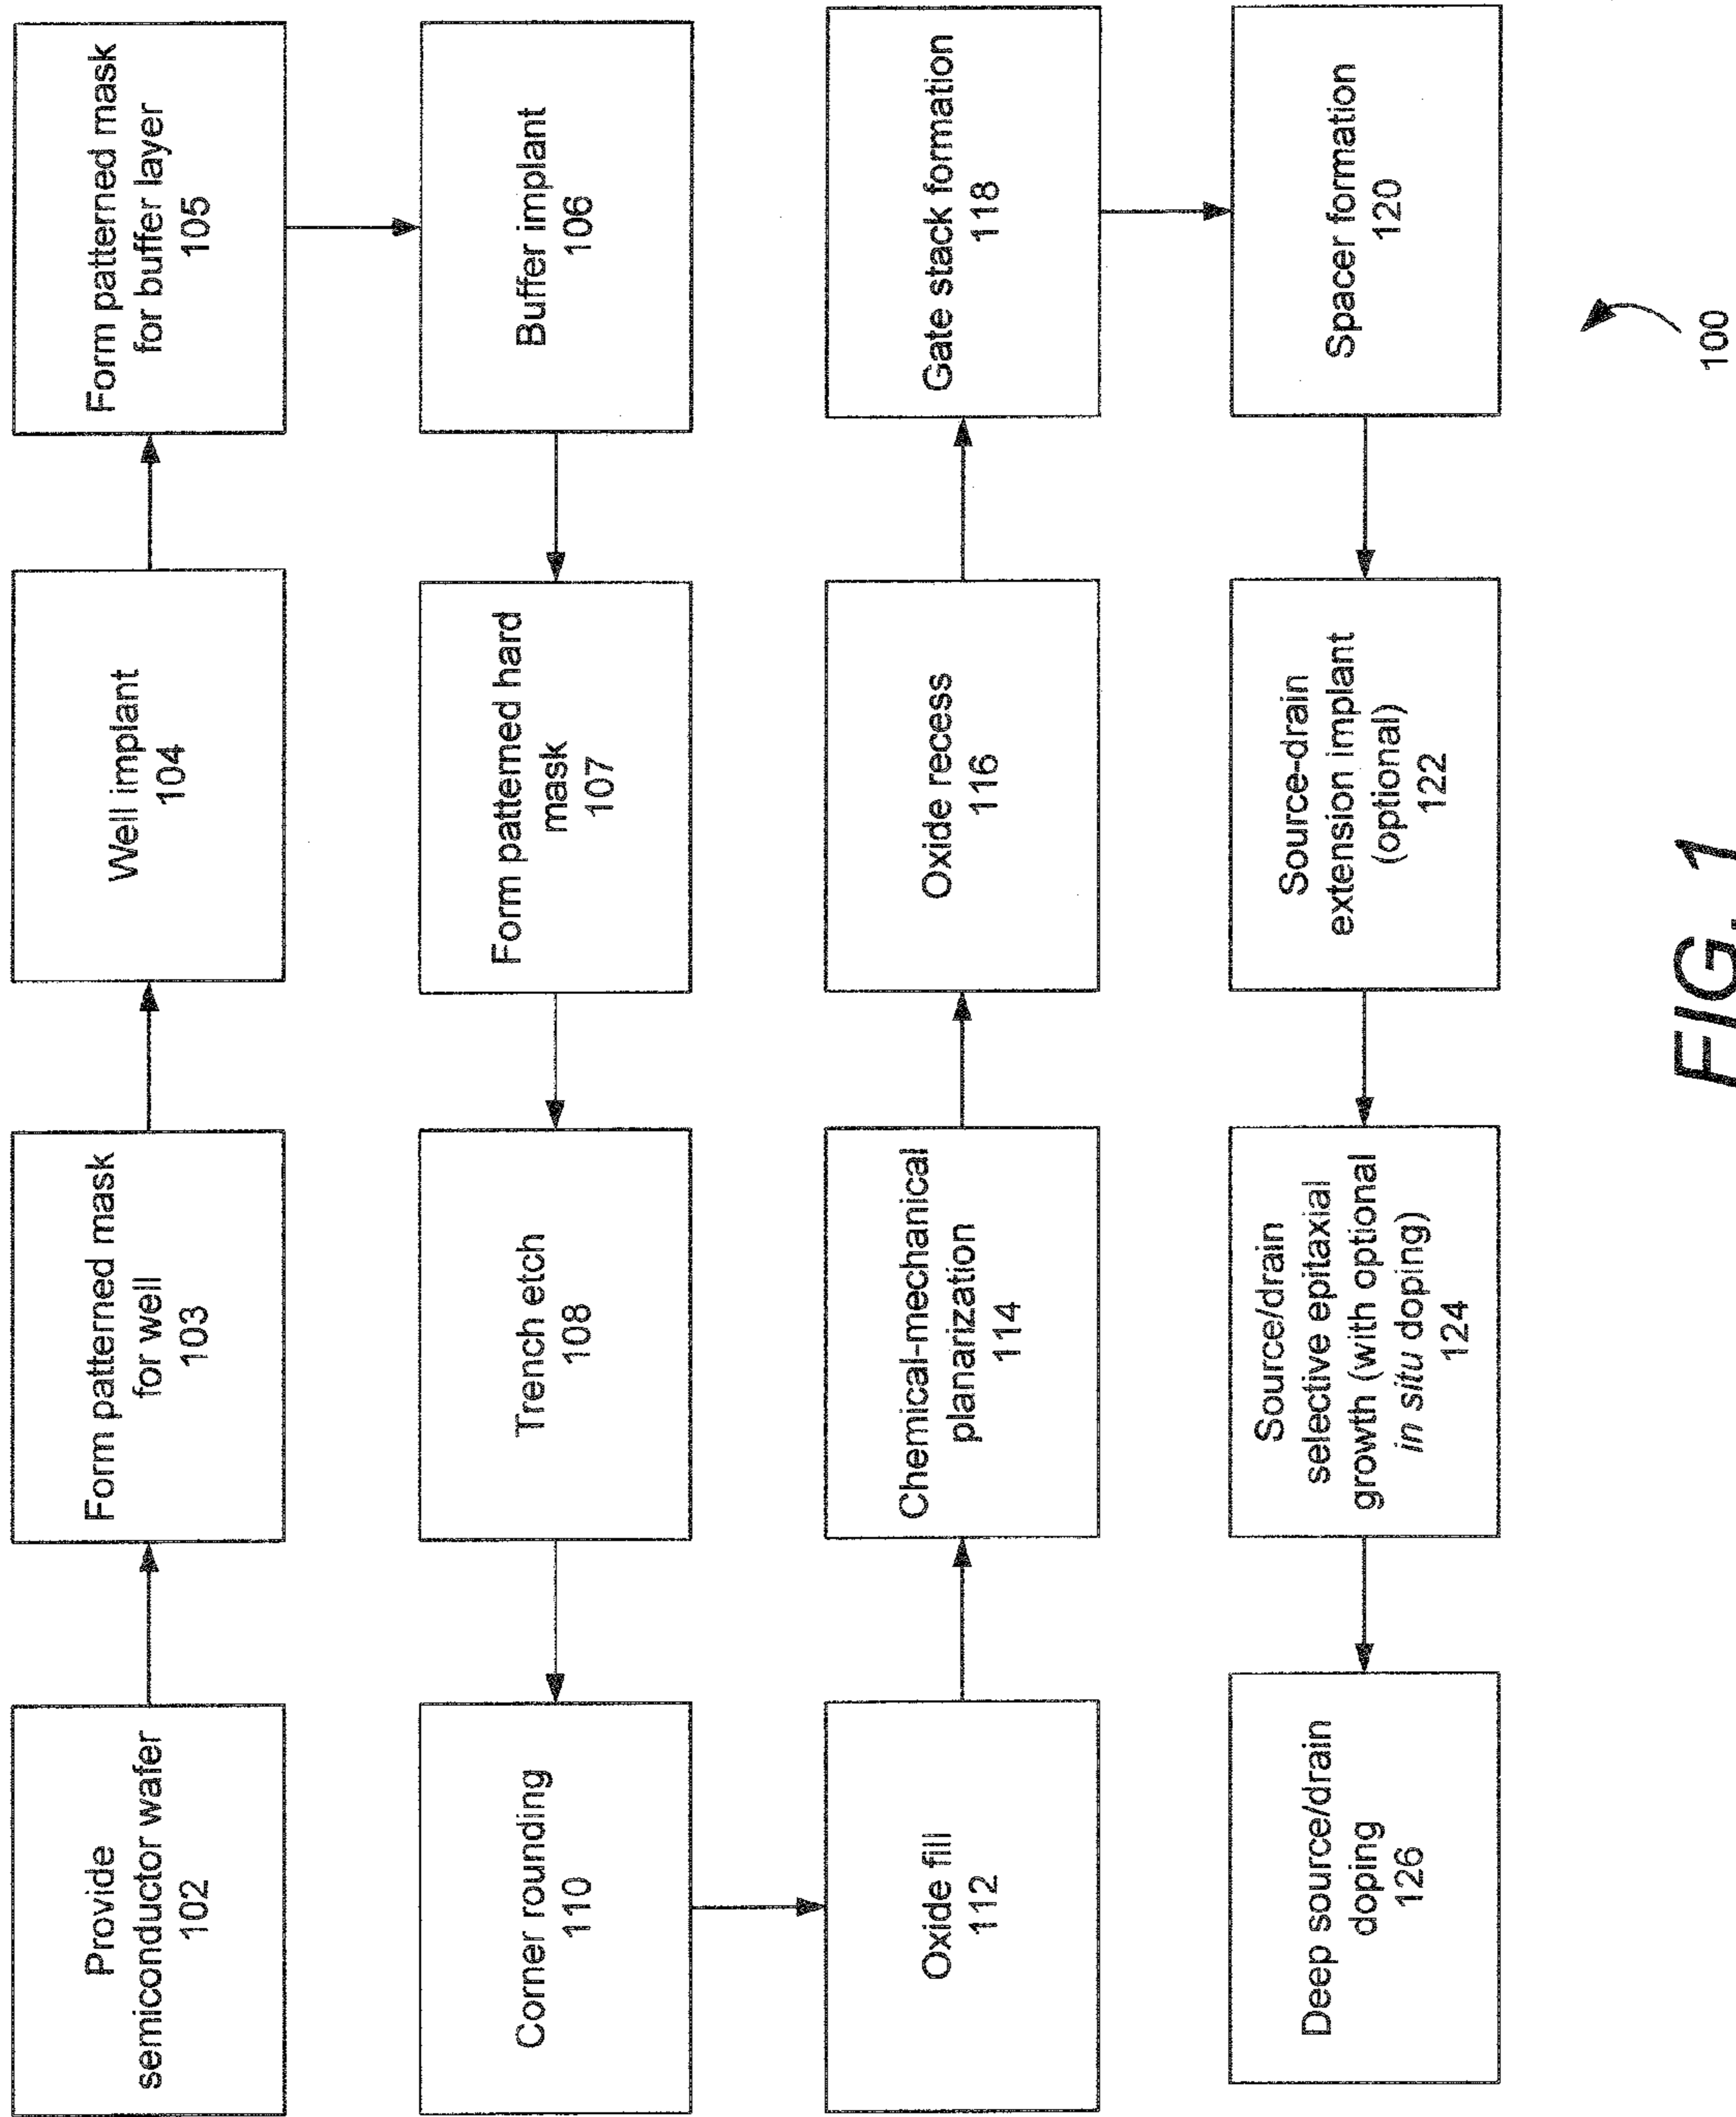 Provide
semiconductor wafer
102
Form patterned mask
for well
103
Well implant
104
Form patterned mask
for buffer layer
105
Buffer implant
106
Form patterned hard
mask
107
Trench etch
108
Corner rounding
110
Oxide fill
112
Chemical-mechanical
planarization
114
Oxide recess
116
Gate stack formation
118
Spacer formation
120
Source-drain
extension implant
(optional)
122
Source/drain
selective epitaxial
growth (with optional
in situ doping)
124
Deep source/drain
doping
126
100
FIG. 1